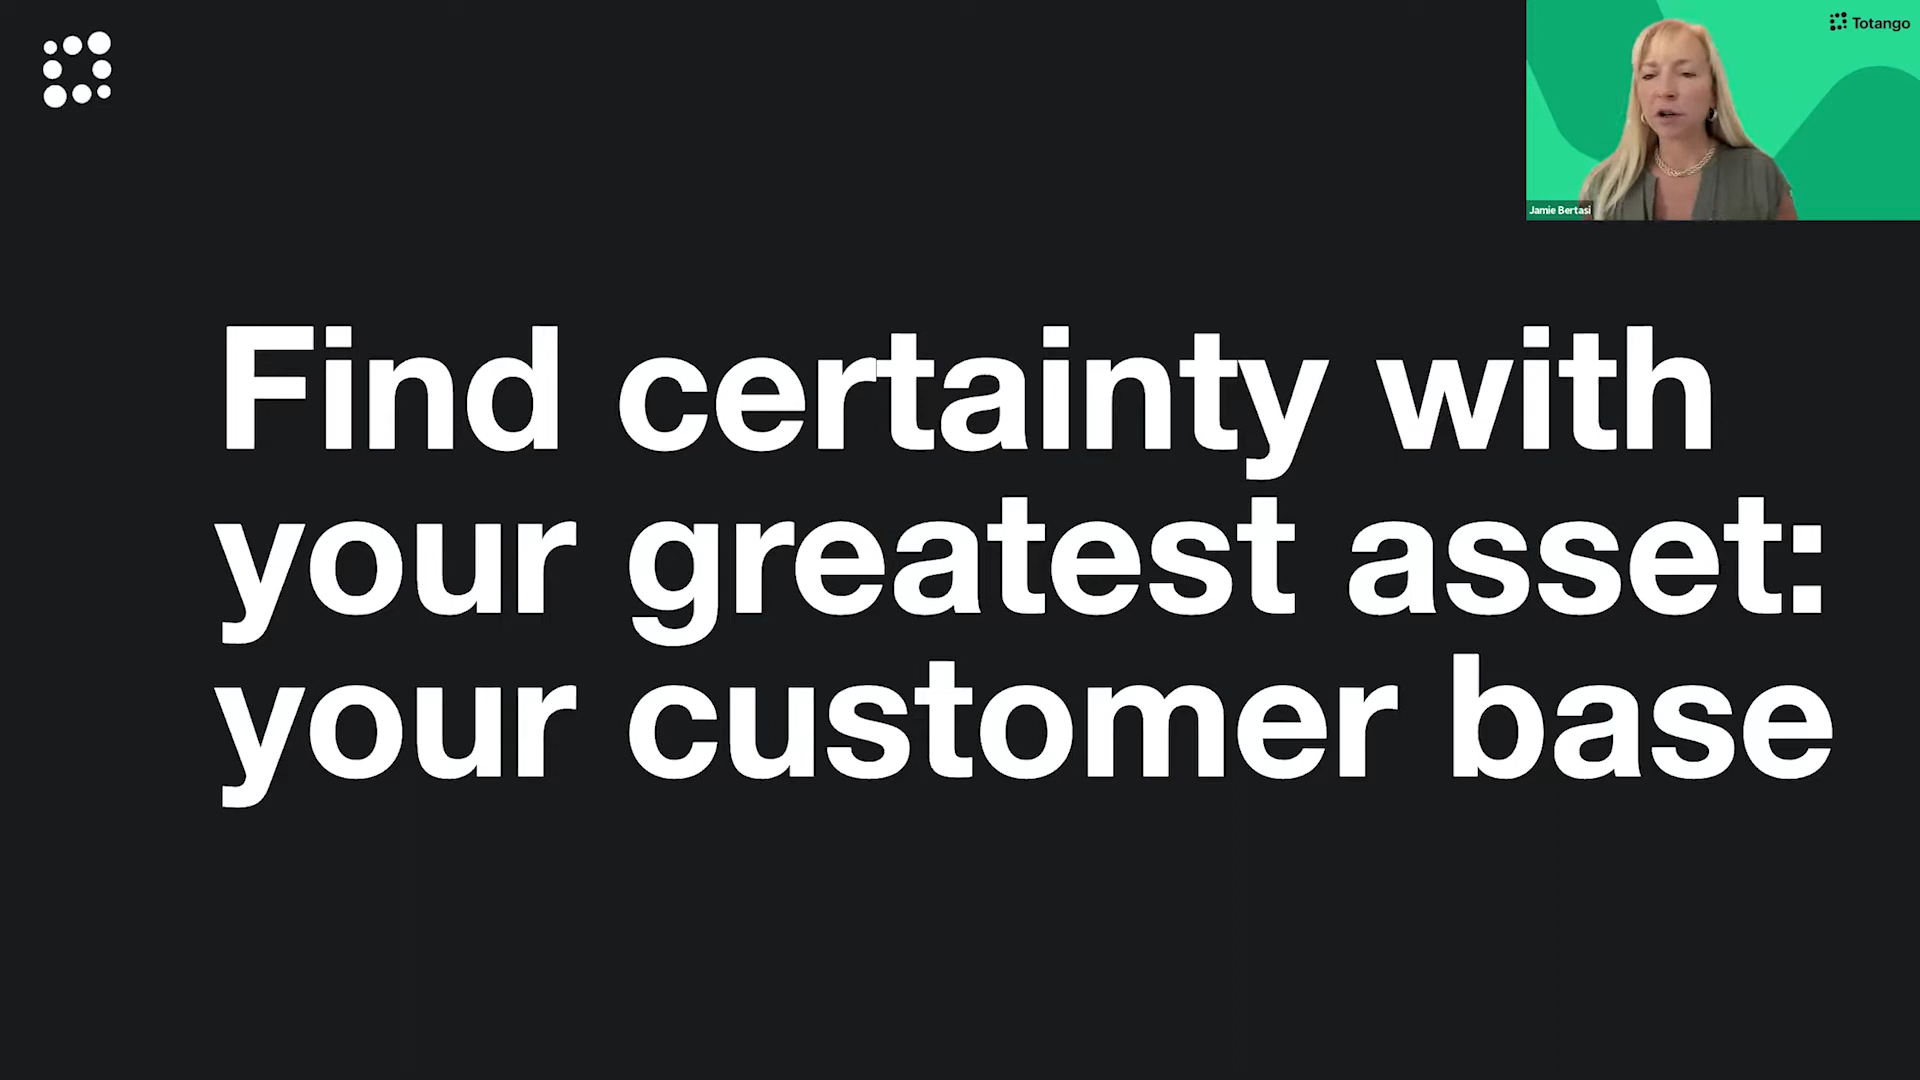 Totango
Jamie Bertasi
Find certainty with
your greatest asset:
your customer base